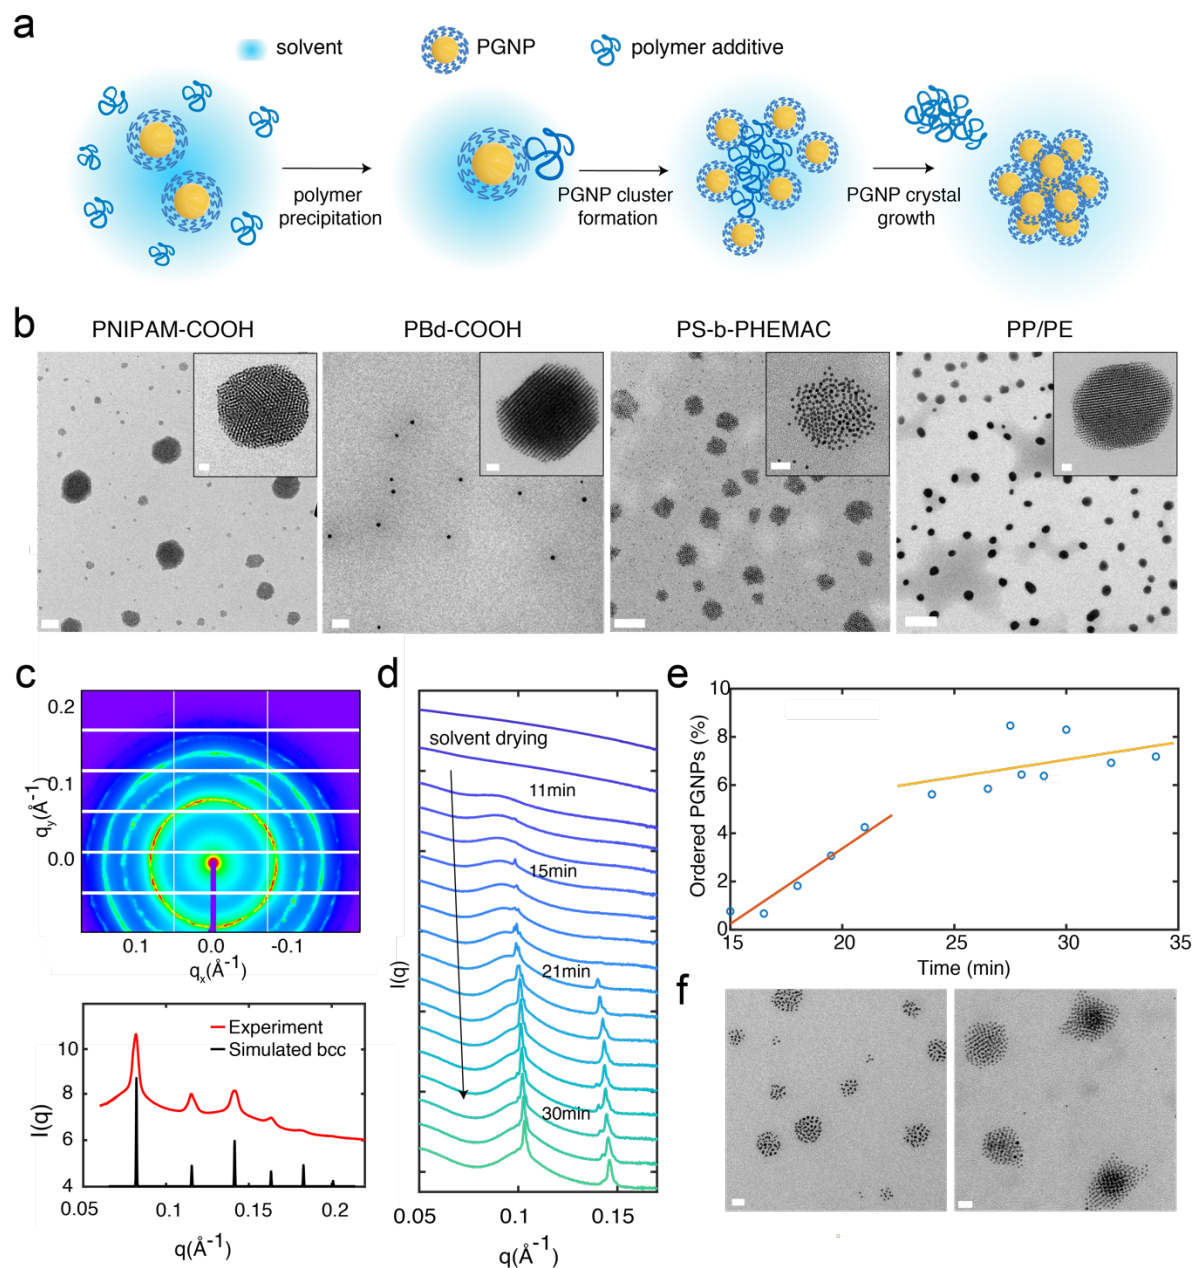 a
solvent
PGNP
polymer additive
polymer
precipitation
PGNP cluster
formation
PGNP crystal
growth
b
PNIPAM-COOH
PBd-COOH
PS-b-PHEMAC
PP/PE
c
0.2
0.1
0.0
qy(Å-1)
0.1
0.0
-0.1
qx(Å-1)
Experiment
Simulated bcc
10
8
6
4
I(q)
0.05
0.1
0.15
0.2
q(Å-1)
d
solvent drying
11min
15min
21min
30min
I(q)
0.05
0.1
0.15
q(Å-1)
e
10
8
6
4
2
0
Ordered PGNPs (%)
15
20
25
30
35
Time (min)
f